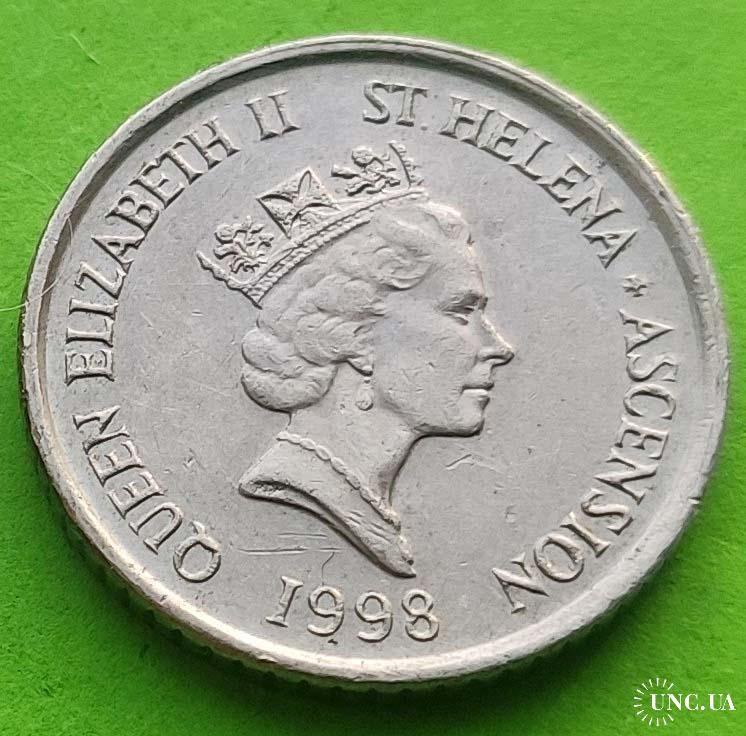 QUEEN ELIZABETH II ST. HELENA * ASCENSION
1998
UNC.UA